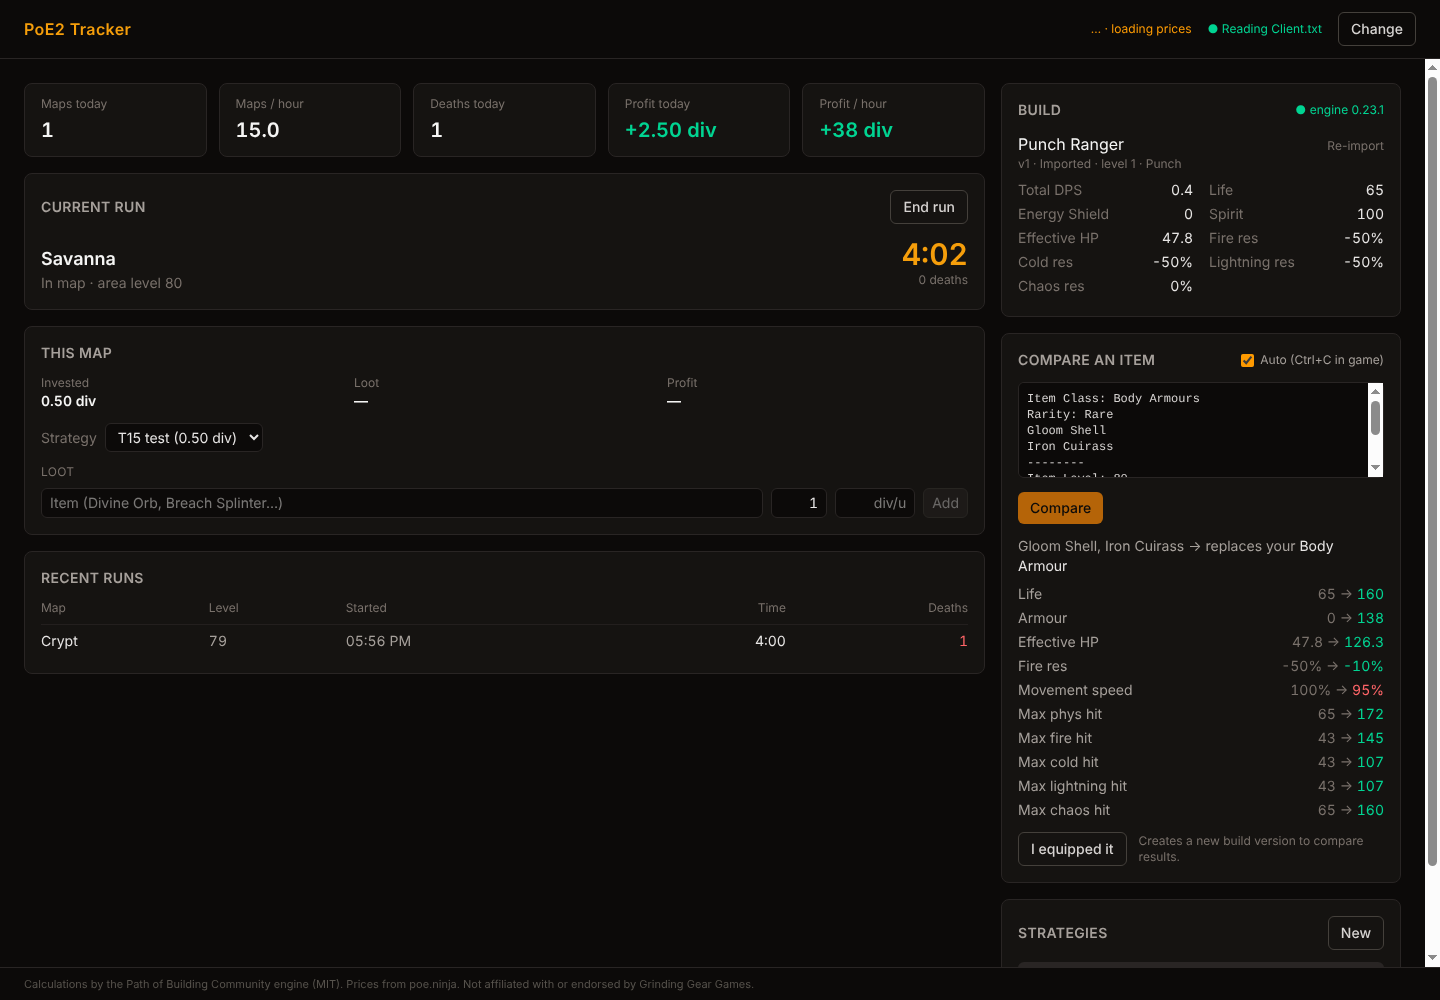 PoE2 Tracker
... · loading prices
Reading Client.txt
Change
Maps today
1
Maps / hour
15.0
Deaths today
1
Profit today
+2.50 div
Profit / hour
+38 div
CURRENT RUN
End run
Savanna
In map · area level 80
4:02
0 deaths
THIS MAP
Invested
0.50 div
Loot
—
Profit
—
Strategy
T15 test (0.50 div)
LOOT
Item (Divine Orb, Breach Splinter...)
1
div/u
Add
RECENT RUNS
Map Level Started Time Deaths
Crypt 79 05:56 PM 4:00 1
BUILD
engine 0.23.1
Punch Ranger
Re-import
v1 · Imported · level 1 · Punch
Total DPS 0.4 Life 65
Energy Shield 0 Spirit 100
Effective HP 47.8 Fire res -50%
Cold res -50% Lightning res -50%
Chaos res 0%
COMPARE AN ITEM
Auto (Ctrl+C in game)
Item Class: Body Armours
Rarity: Rare
Gloom Shell
Iron Cuirass
--------
Item Level: 80
Compare
Gloom Shell, Iron Cuirass → replaces your Body
Armour
Life 65 → 160
Armour 0 → 138
Effective HP 47.8 → 126.3
Fire res -50% → -10%
Movement speed 100% → 95%
Max phys hit 65 → 172
Max fire hit 43 → 145
Max cold hit 43 → 107
Max lightning hit 43 → 107
Max chaos hit 65 → 160
I equipped it
Creates a new build version to compare
results.
STRATEGIES
New
Calculations by the Path of Building Community engine (MIT). Prices from poe.ninja. Not affiliated with or endorsed by Grinding Gear Games.